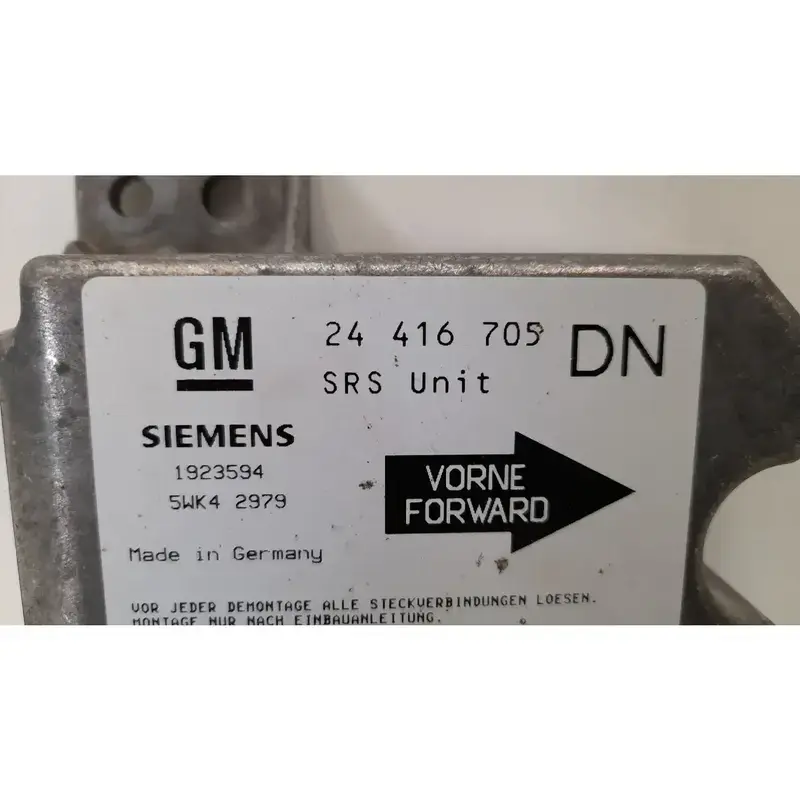 GM
24 416 705
DN
SRS Unit
SIEMENS
1923594
5WK4 2979
VORNE
FORWARD
Made in Germany
VOR JEDER DEMONTAGE ALLE STECKVERBINDUNGEN LOESEN.
MONTAGE NUR NACH EINBAUANLEITUNG.